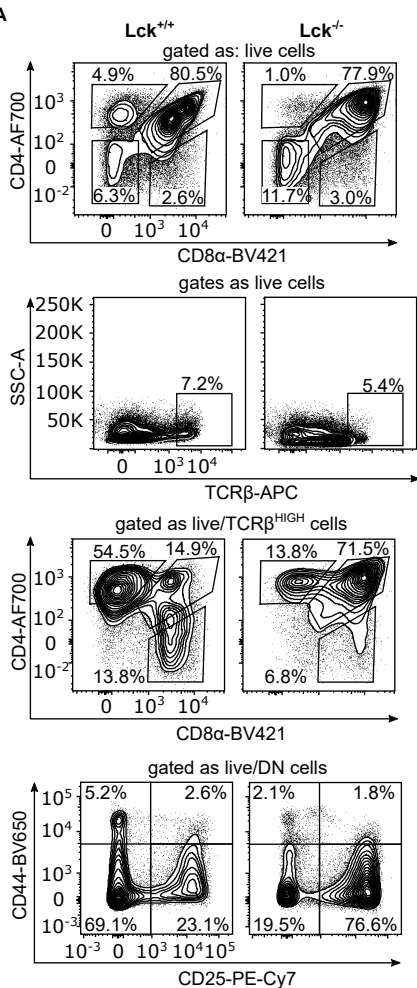 A
Lck+/+ Lck-/-
gated as: live cells
4.9% 80.5% 1.0% 77.9%
CD4-AF700
10³
10²
0
10⁻²
6.3% 2.6% 11.7% 3.0%
0 10³ 10⁴
CD8α-BV421
gates as live cells
250K
200K
150K
100K
50K
SSC-A
7.2% 5.4%
0 10³ 10⁴
TCRβ-APC
gated as live/TCRβHIGH cells
54.5% 14.9% 13.8% 71.5%
CD4-AF700
10³
10²
0
10⁻²
13.8% 6.8%
0 10³ 10⁴
CD8α-BV421
gated as live/DN cells
5.2% 2.6% 2.1% 1.8%
CD44-BV650
10⁵
10⁴
10³
0
10⁻³
69.1% 23.1% 19.5% 76.6%
10⁻³ 0 10³ 10⁴ 10⁵
CD25-PE-Cy7